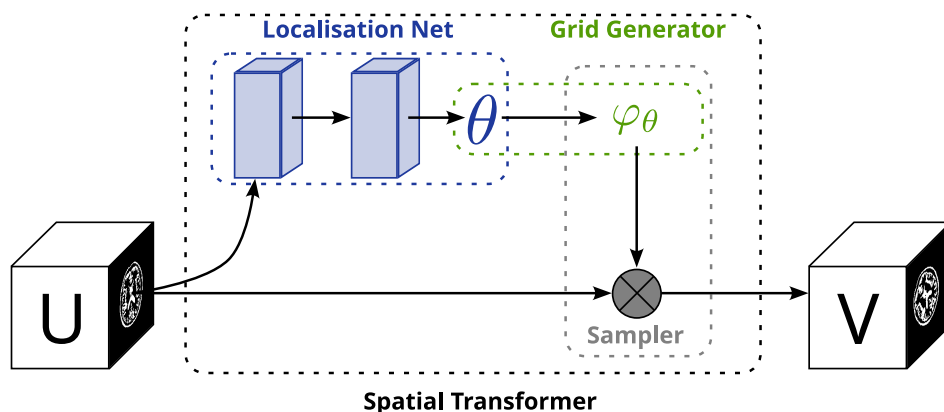 Localisation Net
Grid Generator
θ
φθ
U
V
Sampler
Spatial Transformer